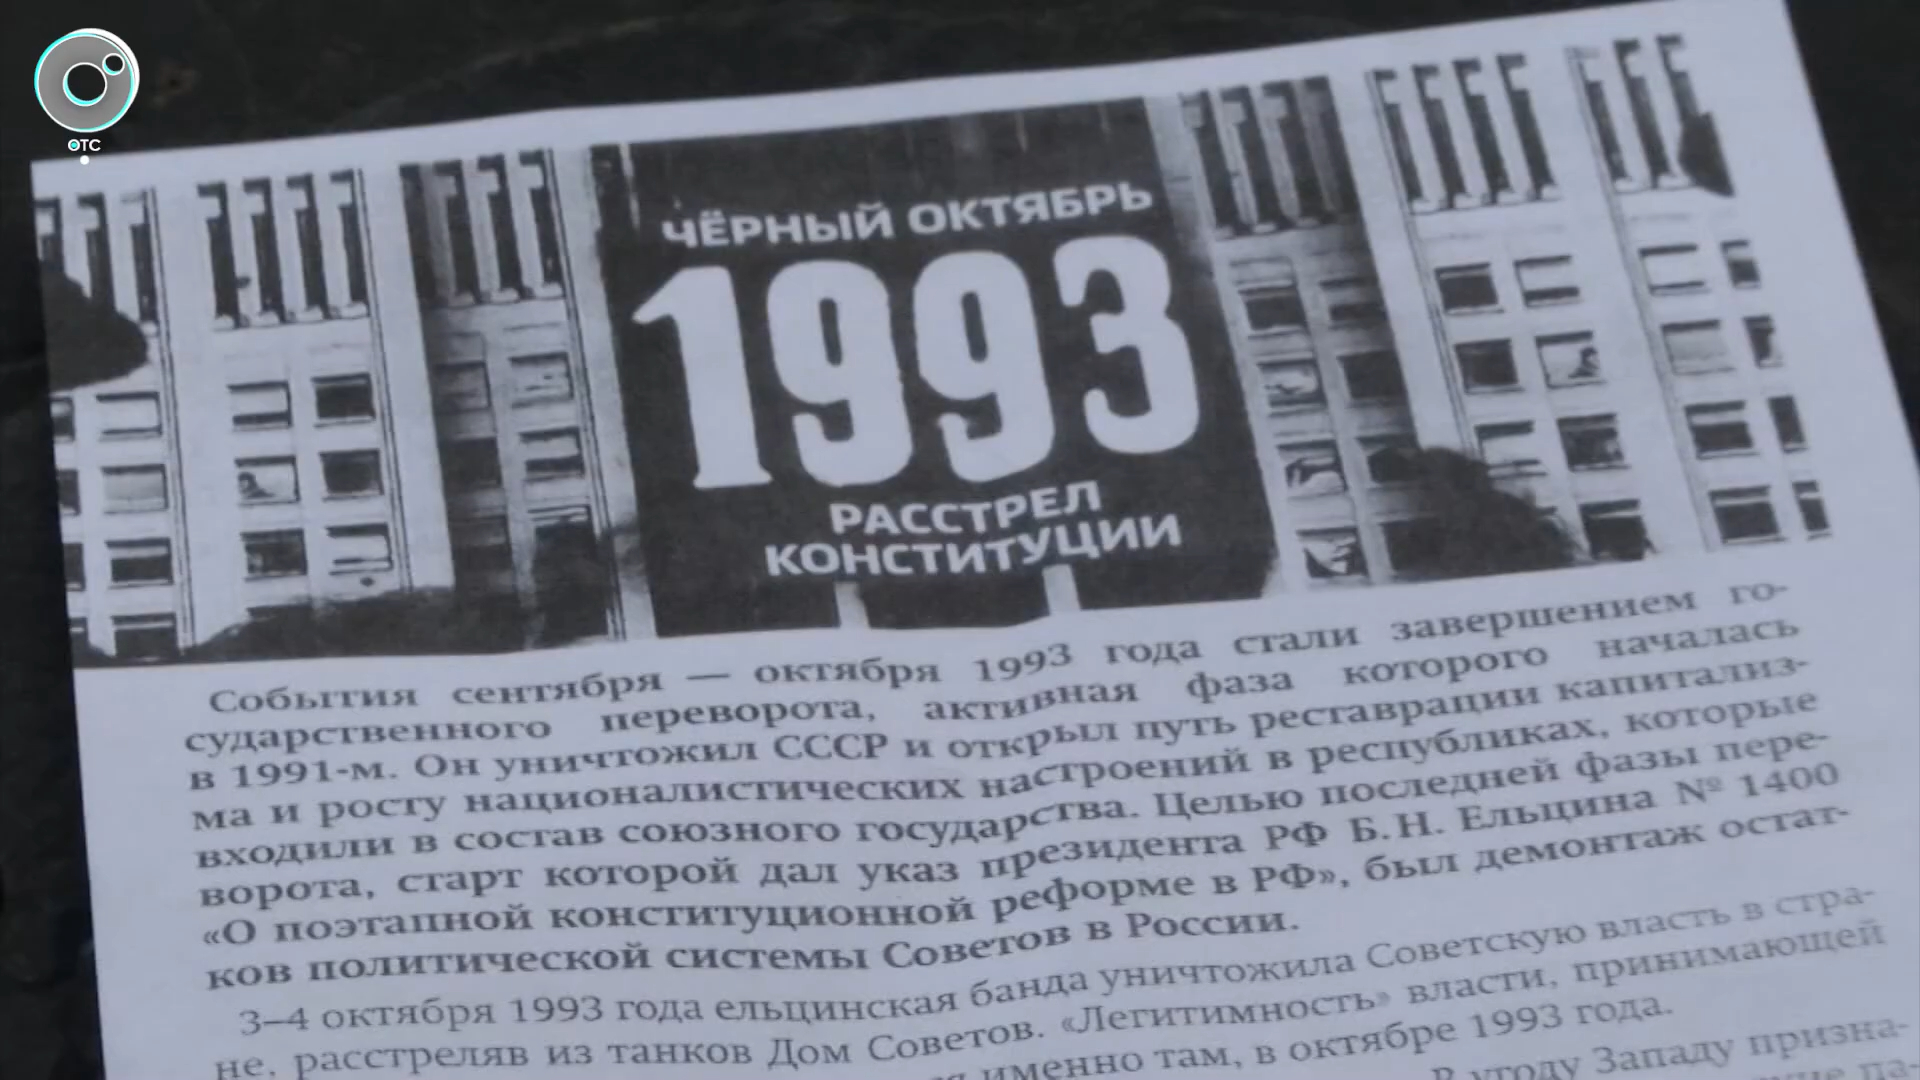 ОТС
ЧЁРНЫЙ ОКТЯБРЬ
1993
РАССТРЕЛ
КОНСТИТУЦИИ
События сентября — октября 1993 года стали завершением го-
сударственного переворота, активная фаза которого началась
в 1991-м. Он уничтожил СССР и открыл путь реставрации капитализ-
ма и росту националистических настроений в республиках, которые
входили в состав союзного государства. Целью последней фазы пере-
ворота, старт которой дал указ президента РФ Б. Н. Ельцина № 1400
«О поэтапной конституционной реформе в РФ», был демонтаж остат-
ков политической системы Советов в России.
3–4 октября 1993 года ельцинская банда уничтожила Советскую власть в стра-
не, расстреляв из танков Дом Советов. «Легитимность» власти, принимающей
именно там, в октябре 1993 года.
В угоду Западу призна-